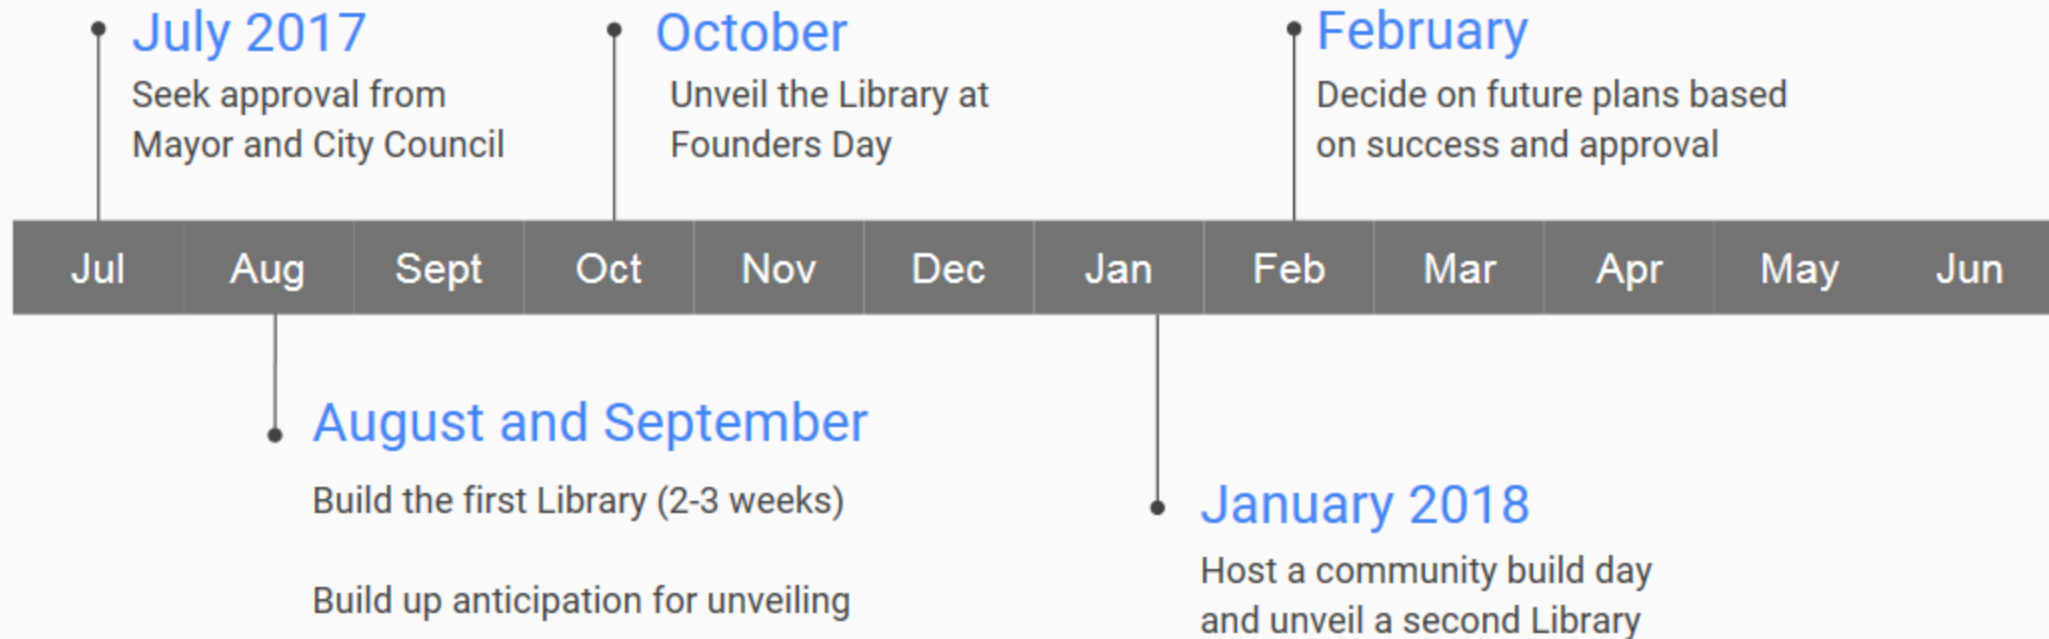 July 2017
Seek approval from
Mayor and City Council
October
Unveil the Library at
Founders Day
February
Decide on future plans based
on success and approval
Jul Aug Sept Oct Nov Dec Jan Feb Mar Apr May Jun
August and September
Build the first Library (2-3 weeks)
Build up anticipation for unveiling
January 2018
Host a community build day
and unveil a second Library